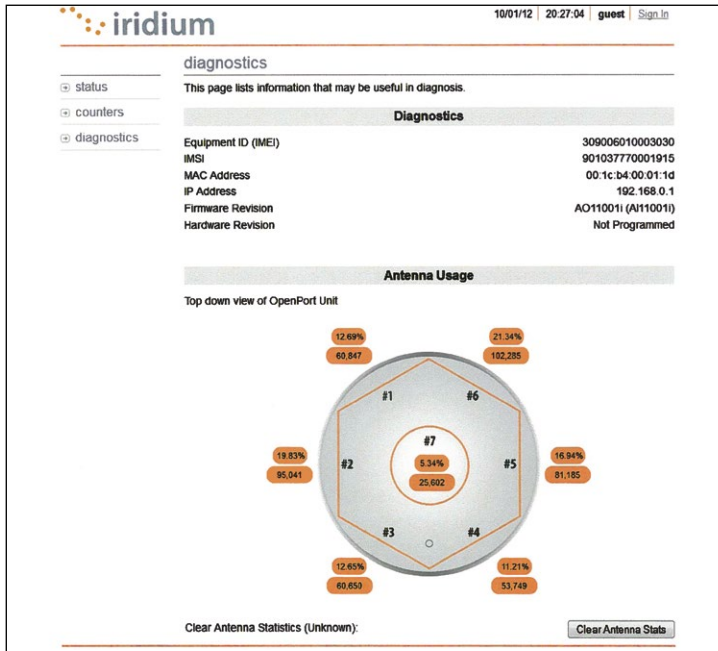 iridium
10/01/12 20:27:04 guest Sign In
diagnostics
status
counters
diagnostics
This page lists information that may be useful in diagnosis.
Diagnostics
Equipment ID (IMEI) 309006010003030
IMSI 901037770001915
MAC Address 00:1c:b4:00:01:1d
IP Address 192.168.0.1
Firmware Revision AO11001i (AI11001i)
Hardware Revision Not Programmed
Antenna Usage
Top down view of OpenPort Unit
12.69% 21.34%
60,847 102,285
#1 #6
#7
19.83% 5.34% 16.94%
#2 #5
95,041 25,602 81,185
#3 #4
12.65% 11.21%
60,650 53,749
Clear Antenna Statistics (Unknown): Clear Antenna Stats